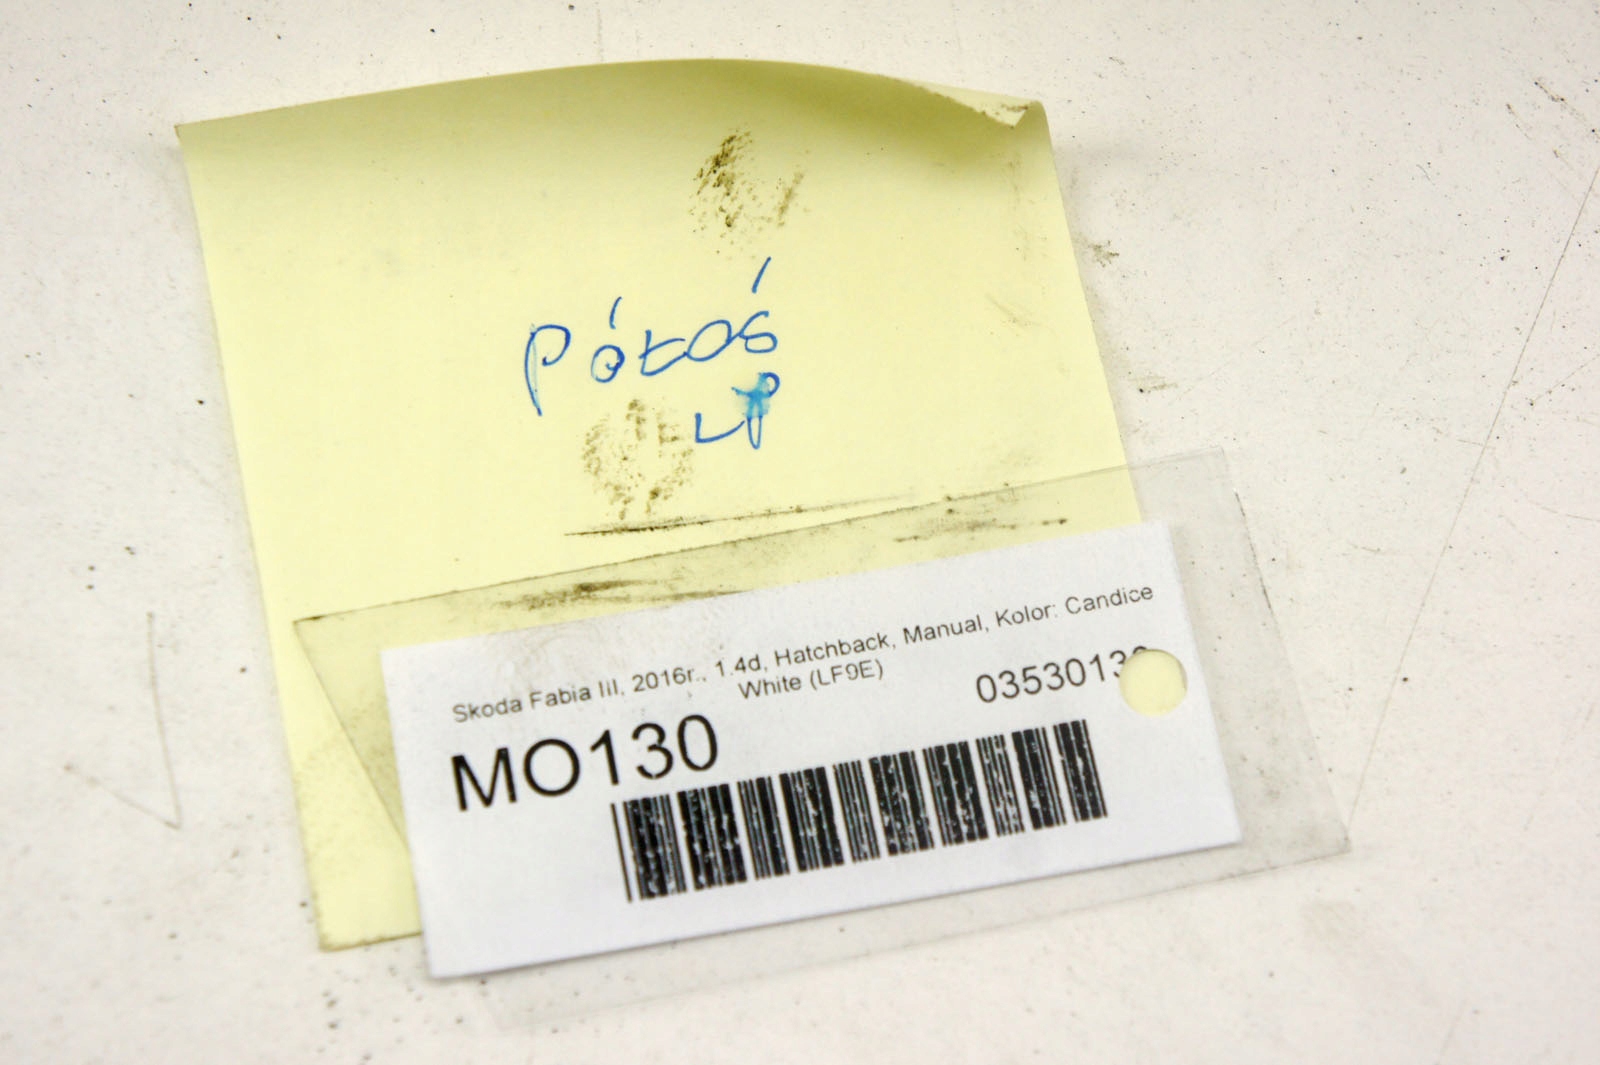 Półoś
LP
Skoda Fabia III, 2016r., 1.4d, Hatchback, Manual, Kolor: Candice
White (LF9E)
MO130